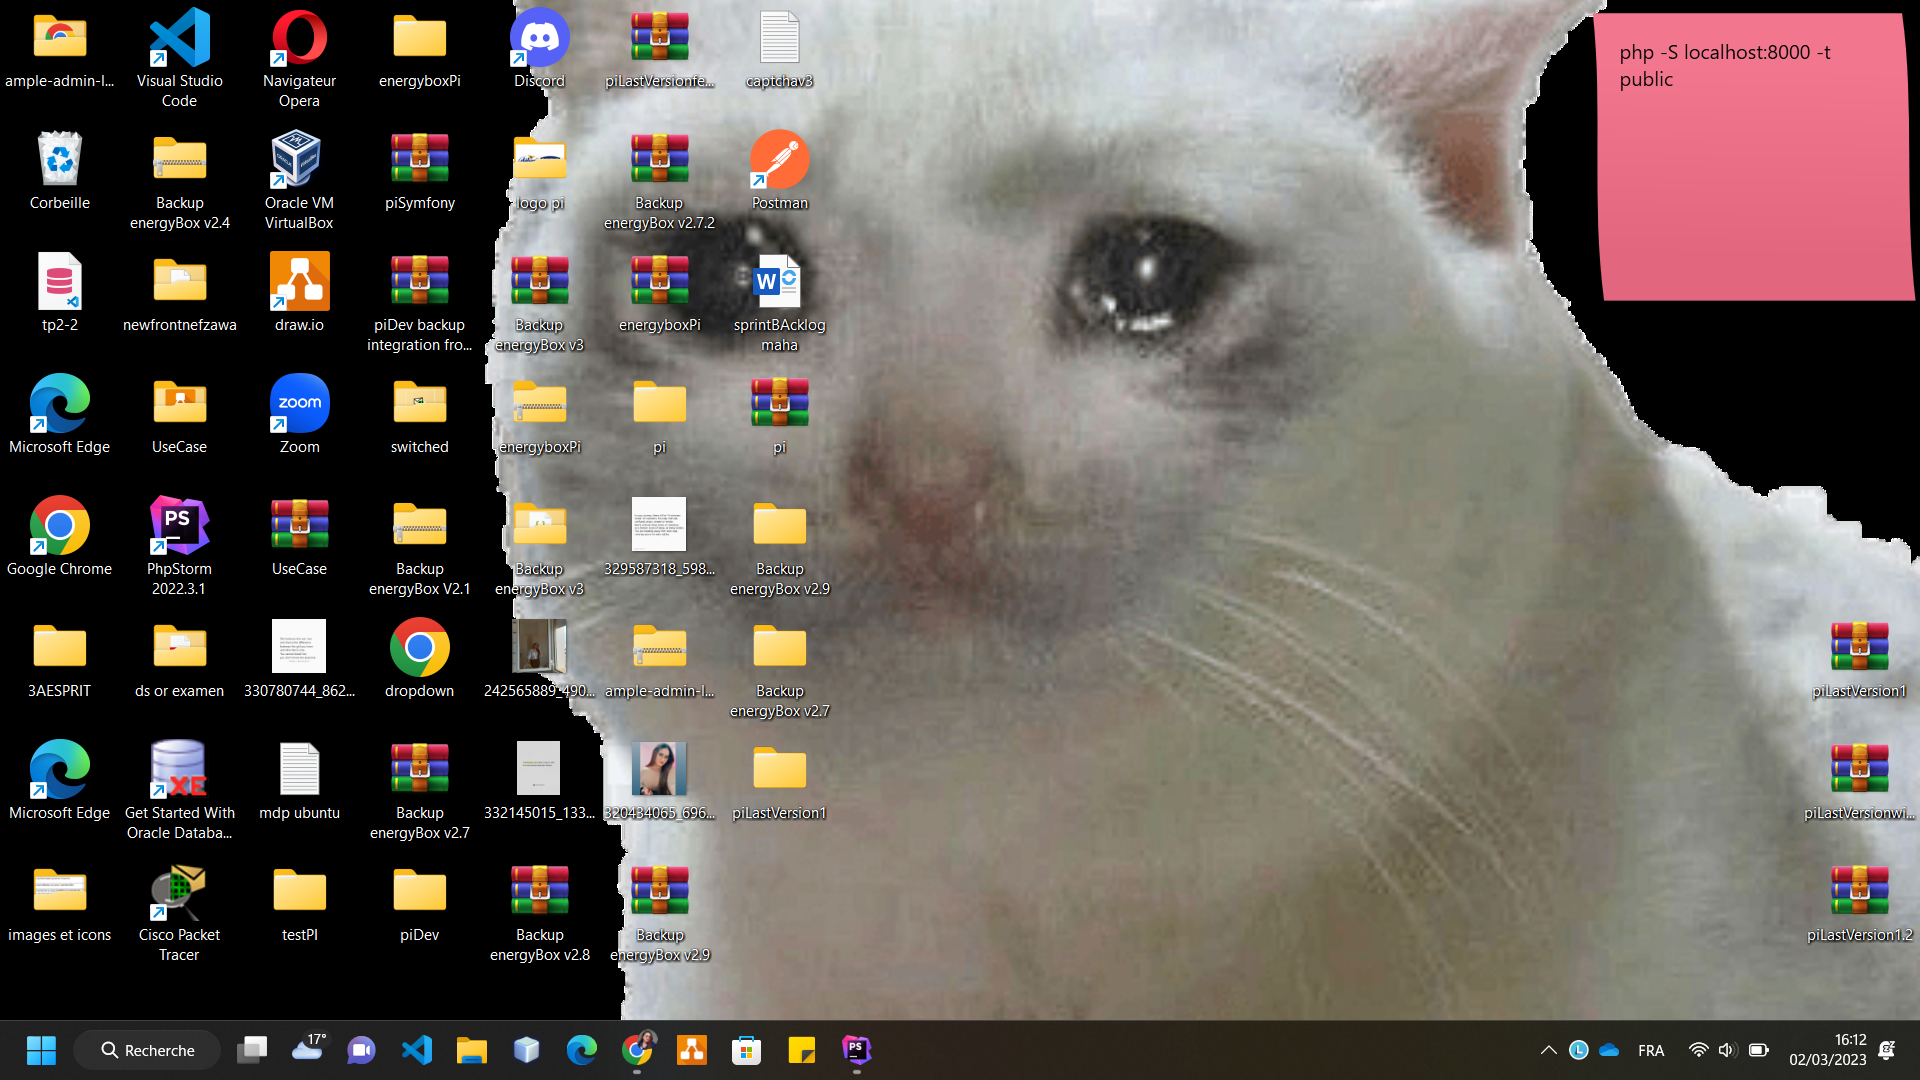 ample-admin-l...
Visual Studio
Code
Navigateur
Opera
energyboxPi
Discord
piLastVersionfe...
captchav3
php -S localhost:8000 -t
public
Corbeille
Backup
energyBox v2.4
Oracle VM
VirtualBox
piSymfony
logo pi
Backup
energyBox v2.7.2
Postman
tp2-2
newfrontnefzawa
draw.io
piDev backup
integration fro...
Backup
energyBox v3
energyboxPi
sprintBAcklog
maha
Microsoft Edge
UseCase
zoom
Zoom
switched
energyboxPi
pi
pi
Google Chrome
PS
PhpStorm
2022.3.1
UseCase
Backup
energyBox V2.1
Backup
energyBox v3
329587318_598...
Backup
energyBox v2.9
3AESPRIT
ds or examen
330780744_862...
dropdown
242565889_490...
ample-admin-l...
Backup
energyBox v2.7
piLastVersion1
Microsoft Edge
XE
Get Started With
Oracle Databa...
mdp ubuntu
Backup
energyBox v2.7
332145015_133...
320434065_696...
piLastVersion1
piLastVersionwi...
images et icons
Cisco Packet
Tracer
testPI
piDev
Backup
energyBox v2.8
Backup
energyBox v2.9
piLastVersion1.2
Recherche
17°
PS
FRA
16:12
02/03/2023